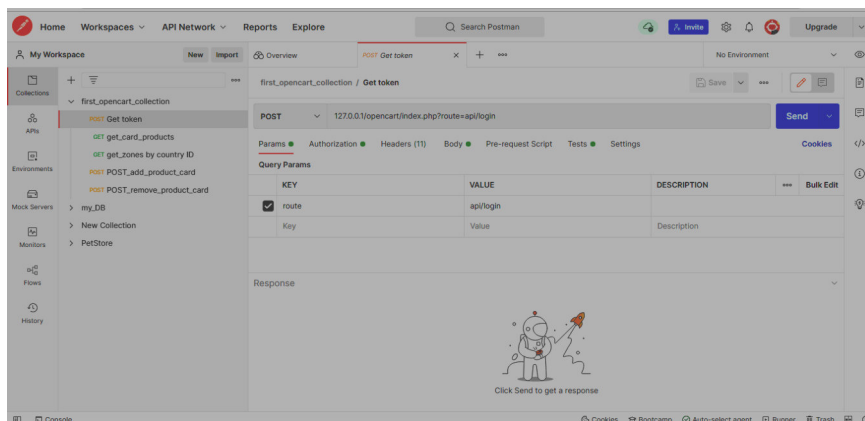 Home Workspaces API Network Reports Explore Search Postman Invite Upgrade
My Workspace New Import Overview POST Get token No Environment
Collections
APIs
Environments
Mock Servers
Monitors
Flows
History
first_opencart_collection
POST Get token
GET get_card_products
GET get_zones by country ID
POST POST_add_product_card
POST POST_remove_product_card
my_DB
New Collection
PetStore
first_opencart_collection / Get token Save
POST 127.0.0.1/opencart/index.php?route=api/login Send
Params Authorization Headers (11) Body Pre-request Script Tests Settings Cookies
Query Params
KEY VALUE DESCRIPTION Bulk Edit
route api/login
Key Value Description
Response
Click Send to get a response
Console Cookies Bootcamp Auto-select agent Runner Trash